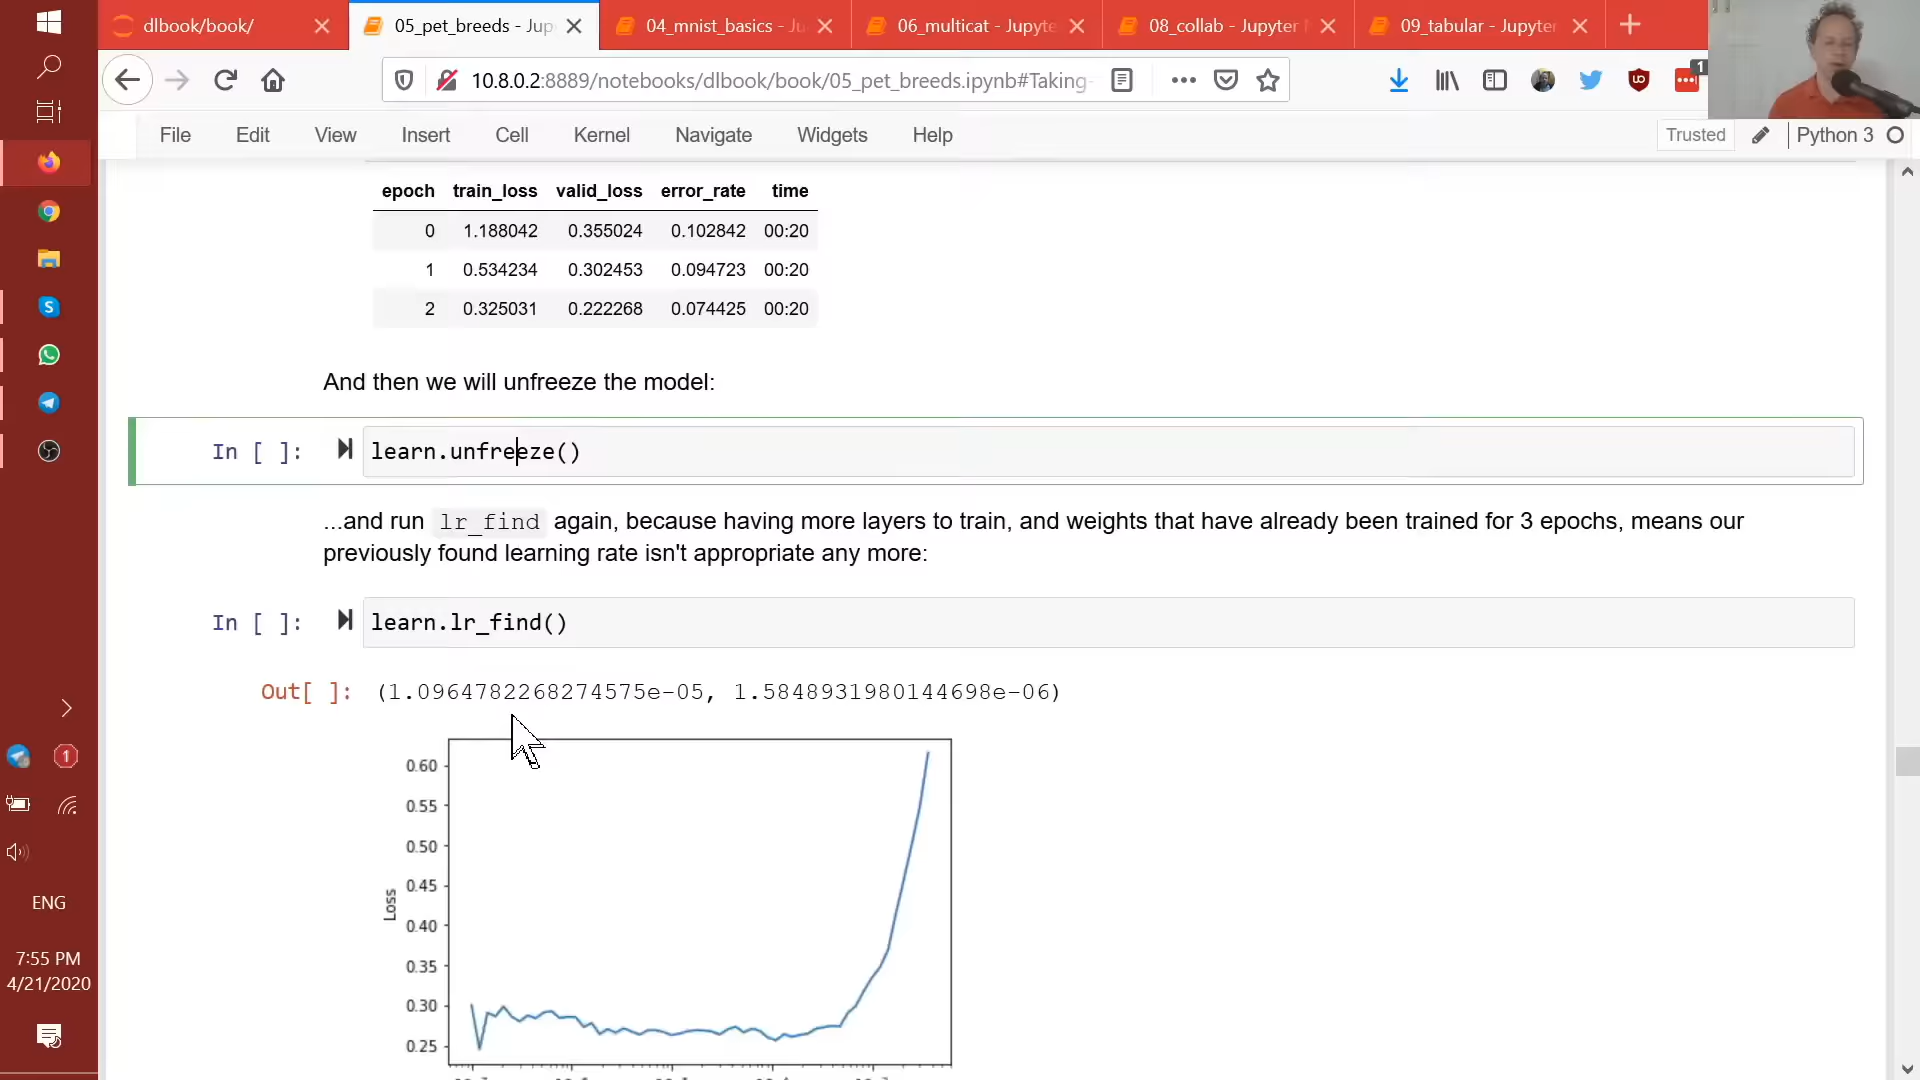 dlbook/book/
05_pet_breeds - Jup
04_mnist_basics - Ju
06_multicat - Jupyte
08_collab - Jupyter
09_tabular - Jupyter
10.8.0.2:8889/notebooks/dlbook/book/05_pet_breeds.ipynb#Taking-
1
File Edit View Insert Cell Kernel Navigate Widgets Help
Trusted
Python 3
epoch train_loss valid_loss error_rate time
0 1.188042 0.355024 0.102842 00:20
1 0.534234 0.302453 0.094723 00:20
2 0.325031 0.222268 0.074425 00:20
And then we will unfreeze the model:
In [ ]: learn.unfreeze()
...and run lr_find again, because having more layers to train, and weights that have already been trained for 3 epochs, means our
previously found learning rate isn't appropriate any more:
In [ ]: learn.lr_find()
Out[ ]: (1.0964782268274575e-05, 1.5848931980144698e-06)
0.60
0.55
0.50
0.45
0.40
0.35
0.30
0.25
Loss
1
ENG
7:55 PM
4/21/2020